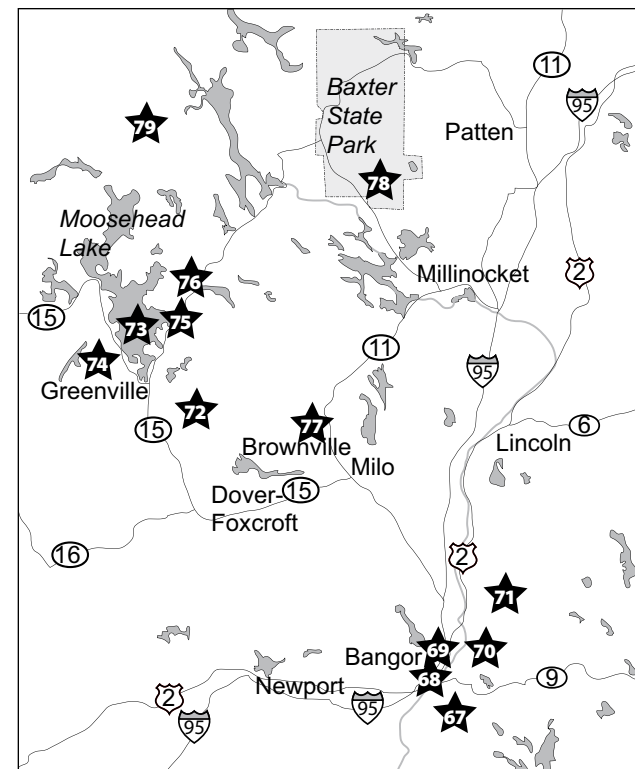 11
Baxter
State
Park
95
79
Patten
78
Moosehead
Lake
2
76
Millinocket
15
73
75
11
74
95
Greenville
72
15
77
6
Brownville
Lincoln
Milo
Dover-
15
Foxcroft
16
2
71
69
70
Bangor
68
9
Newport
2
95
95
67